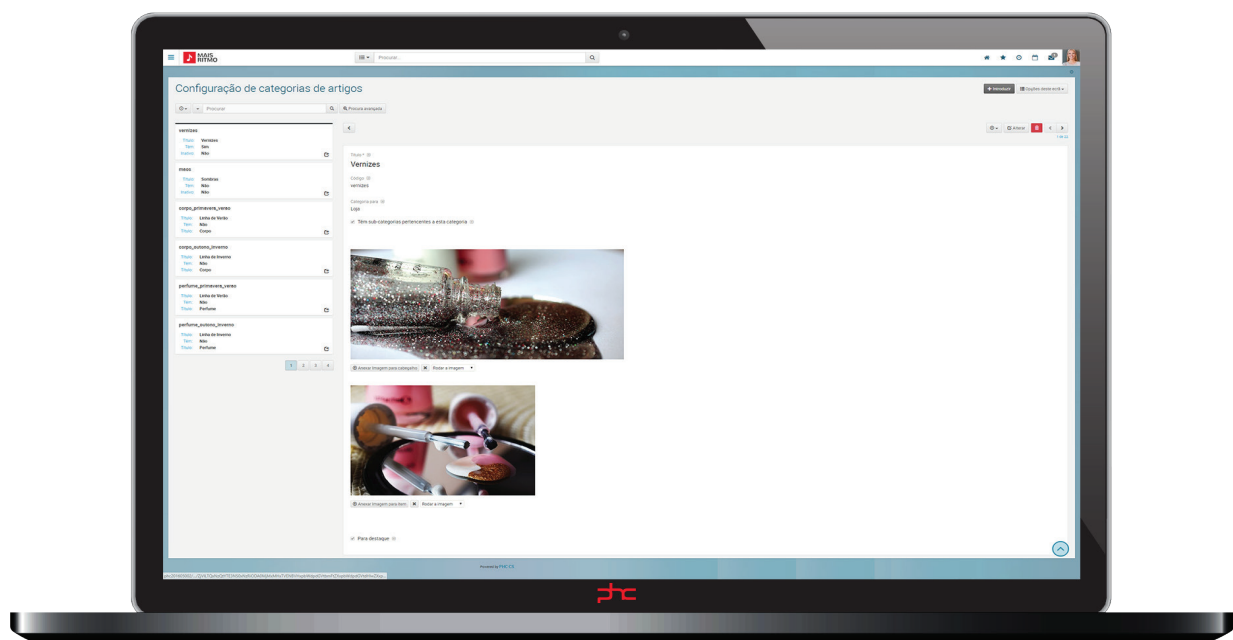 MAIS
RITMO
Procurar...
Configuração de categorias de artigos
Introduzir
Opções deste ecrã
Procurar
Procura avançada
vernizes
Título: Vernizes
Tem: Sim
Inativo: Não
Título: Sombras
Tem: Não
Inativo: Não
corpo_primavera_verao
Título: Linha de Verão
Tem: Não
Título: Corpo
corpo_outono_inverno
Título: Linha de Inverno
Tem: Não
Título: Corpo
perfume_primavera_verao
Título: Linha de Verão
Tem: Não
Título: Perfume
perfume_outono_inverno
Título: Linha de Inverno
Tem: Não
Título: Perfume
1 2 3 4
Alterar
Título *
Vernizes
Código
vernizes
Categoria para
Loja
Tem sub-categorias pertencentes a esta categoria
Anexar imagem para categoria
Rodar a imagem
Anexar imagem para item
Rodar a imagem
Para destaque
Powered by PHC CS
phc